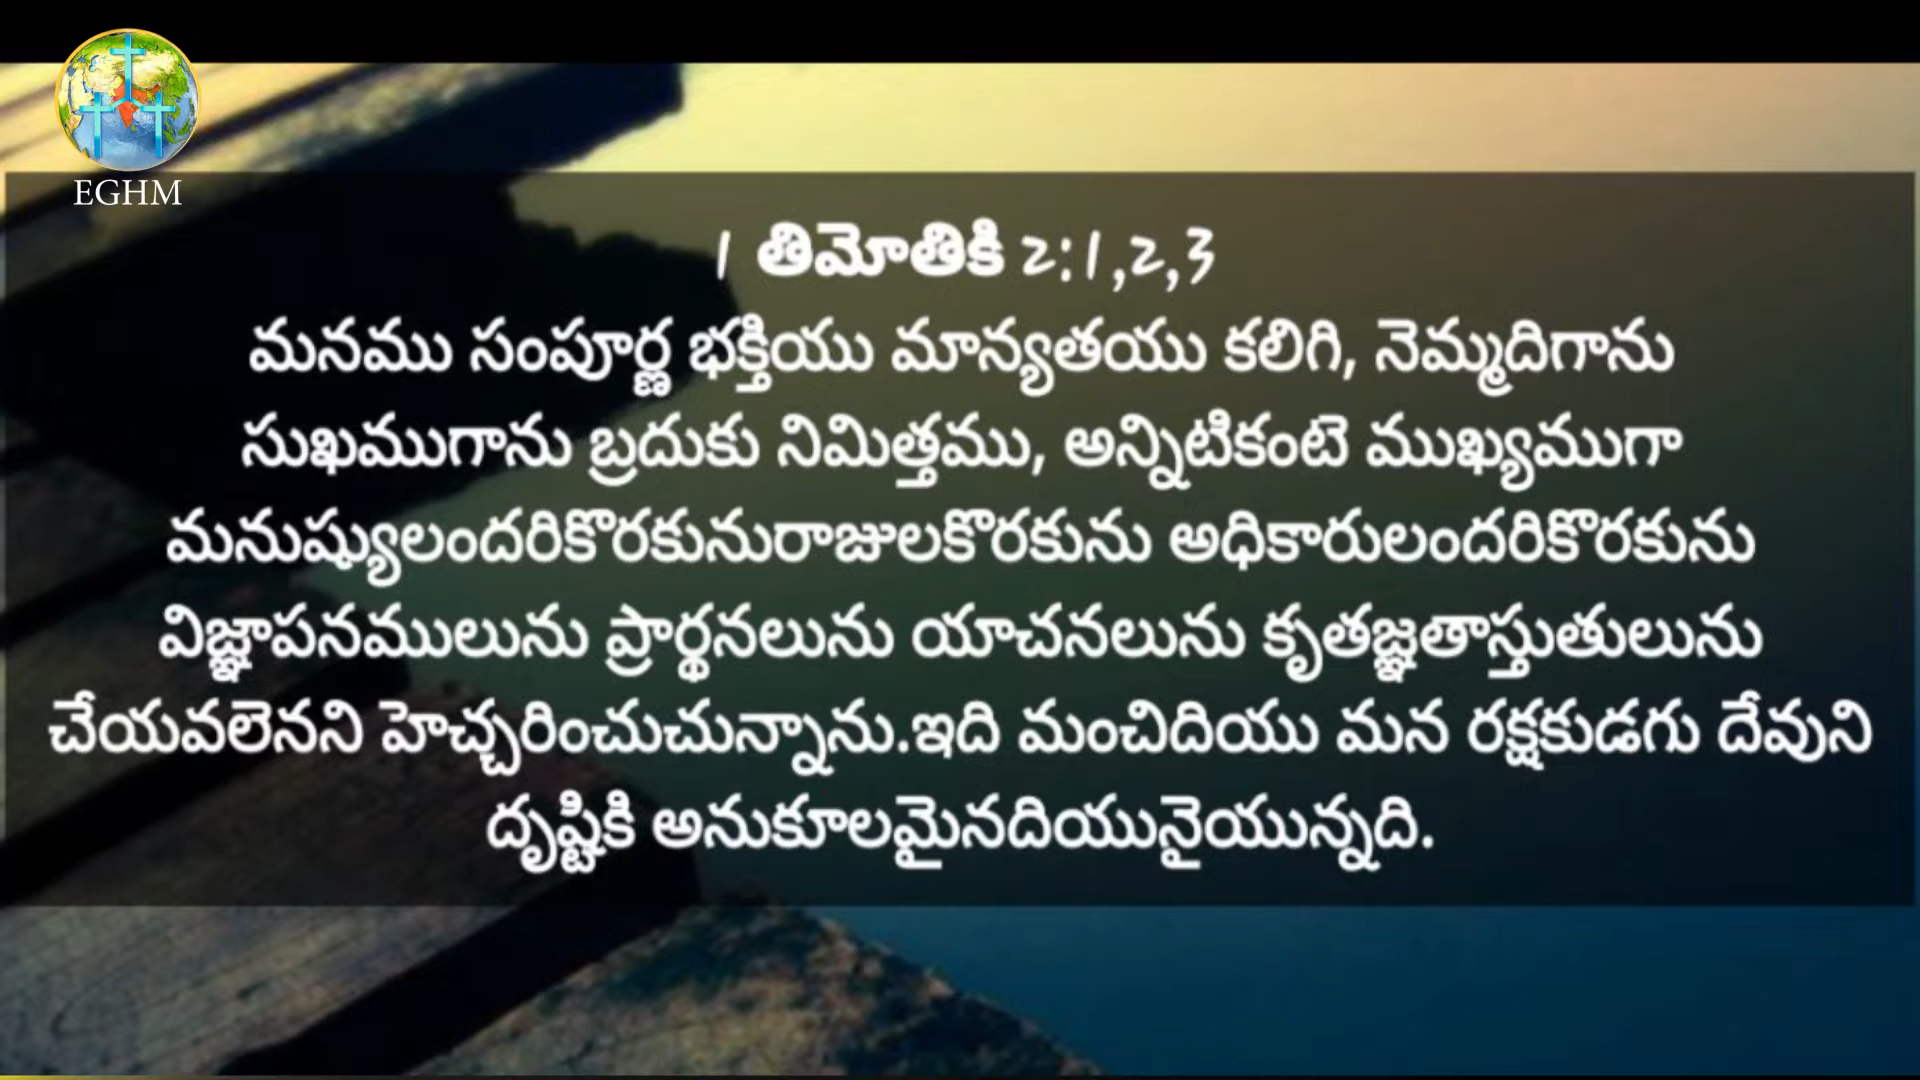 EGHM
1 తిమోతికి 2:1,2,3
మనము సంపూర్ణ భక్తియు మాన్యతయు కలిగి, నెమ్మదిగాను
సుఖముగాను బ్రదుకు నిమిత్తము, అన్నిటికంటె ముఖ్యముగా
మనుష్యులందరికొరకునురాజులకొరకును అధికారులందరికొరకును
విజ్ఞాపనములును ప్రార్థనలును యాచనలును కృతజ్ఞతాస్తుతులును
చేయవలెనని హెచ్చరించుచున్నాను.ఇది మంచిదియు మన రక్షకుడగు దేవుని
దృష్టికి అనుకూలమైనదియునైయున్నది.